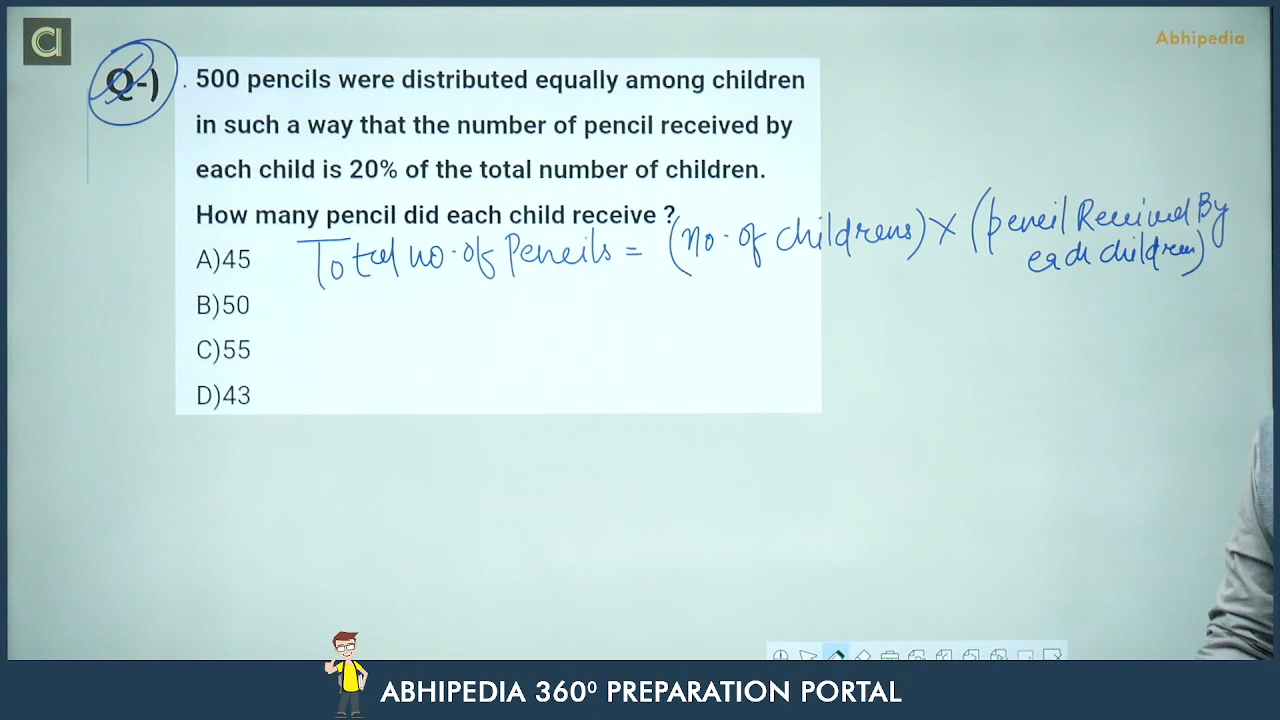 Abhipedia
Q-) . 500 pencils were distributed equally among children
in such a way that the number of pencil received by
each child is 20% of the total number of children.
How many pencil did each child receive ?
Total no. of Pencils = (no. of childrens) × (pencil Received By
each children)
A)45
B)50
C)55
D)43
ABHIPEDIA 360⁰ PREPARATION PORTAL